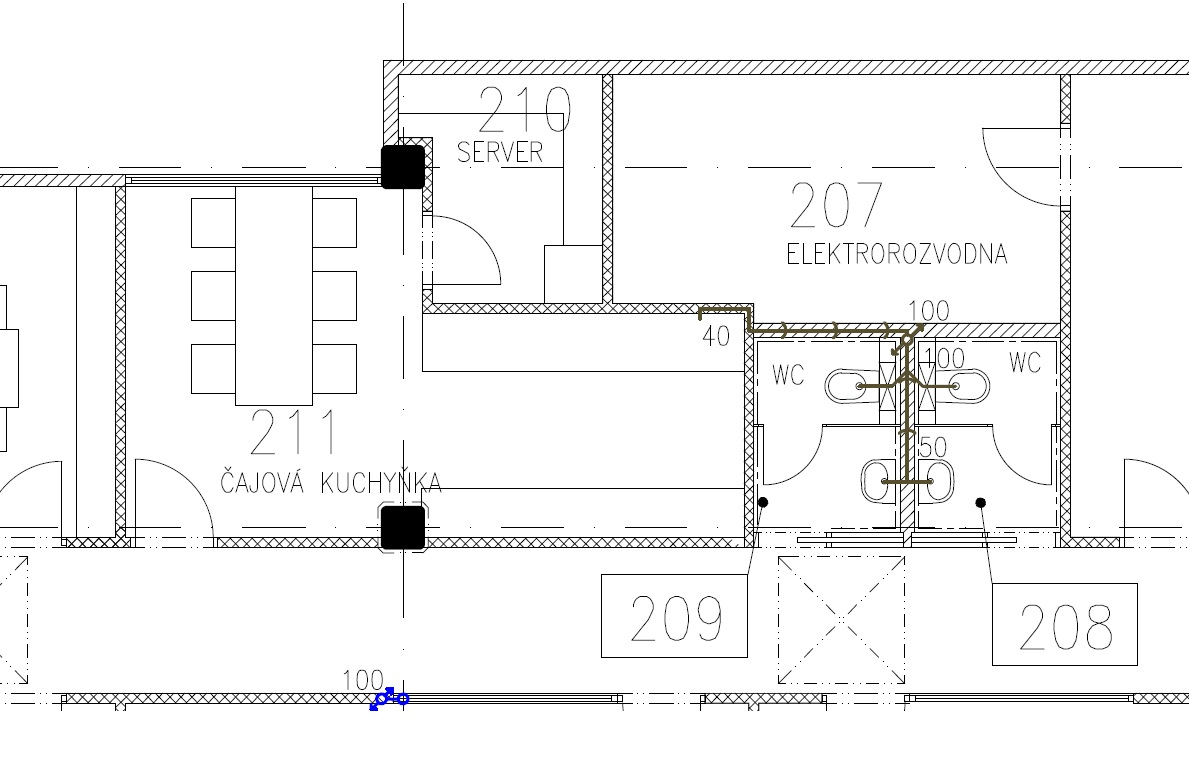 210
SERVER
207
ELEKTROROZVODNA
100
40
100
WC
WC
211
50
ČAJOVÁ KUCHYŇKA
209
208
100